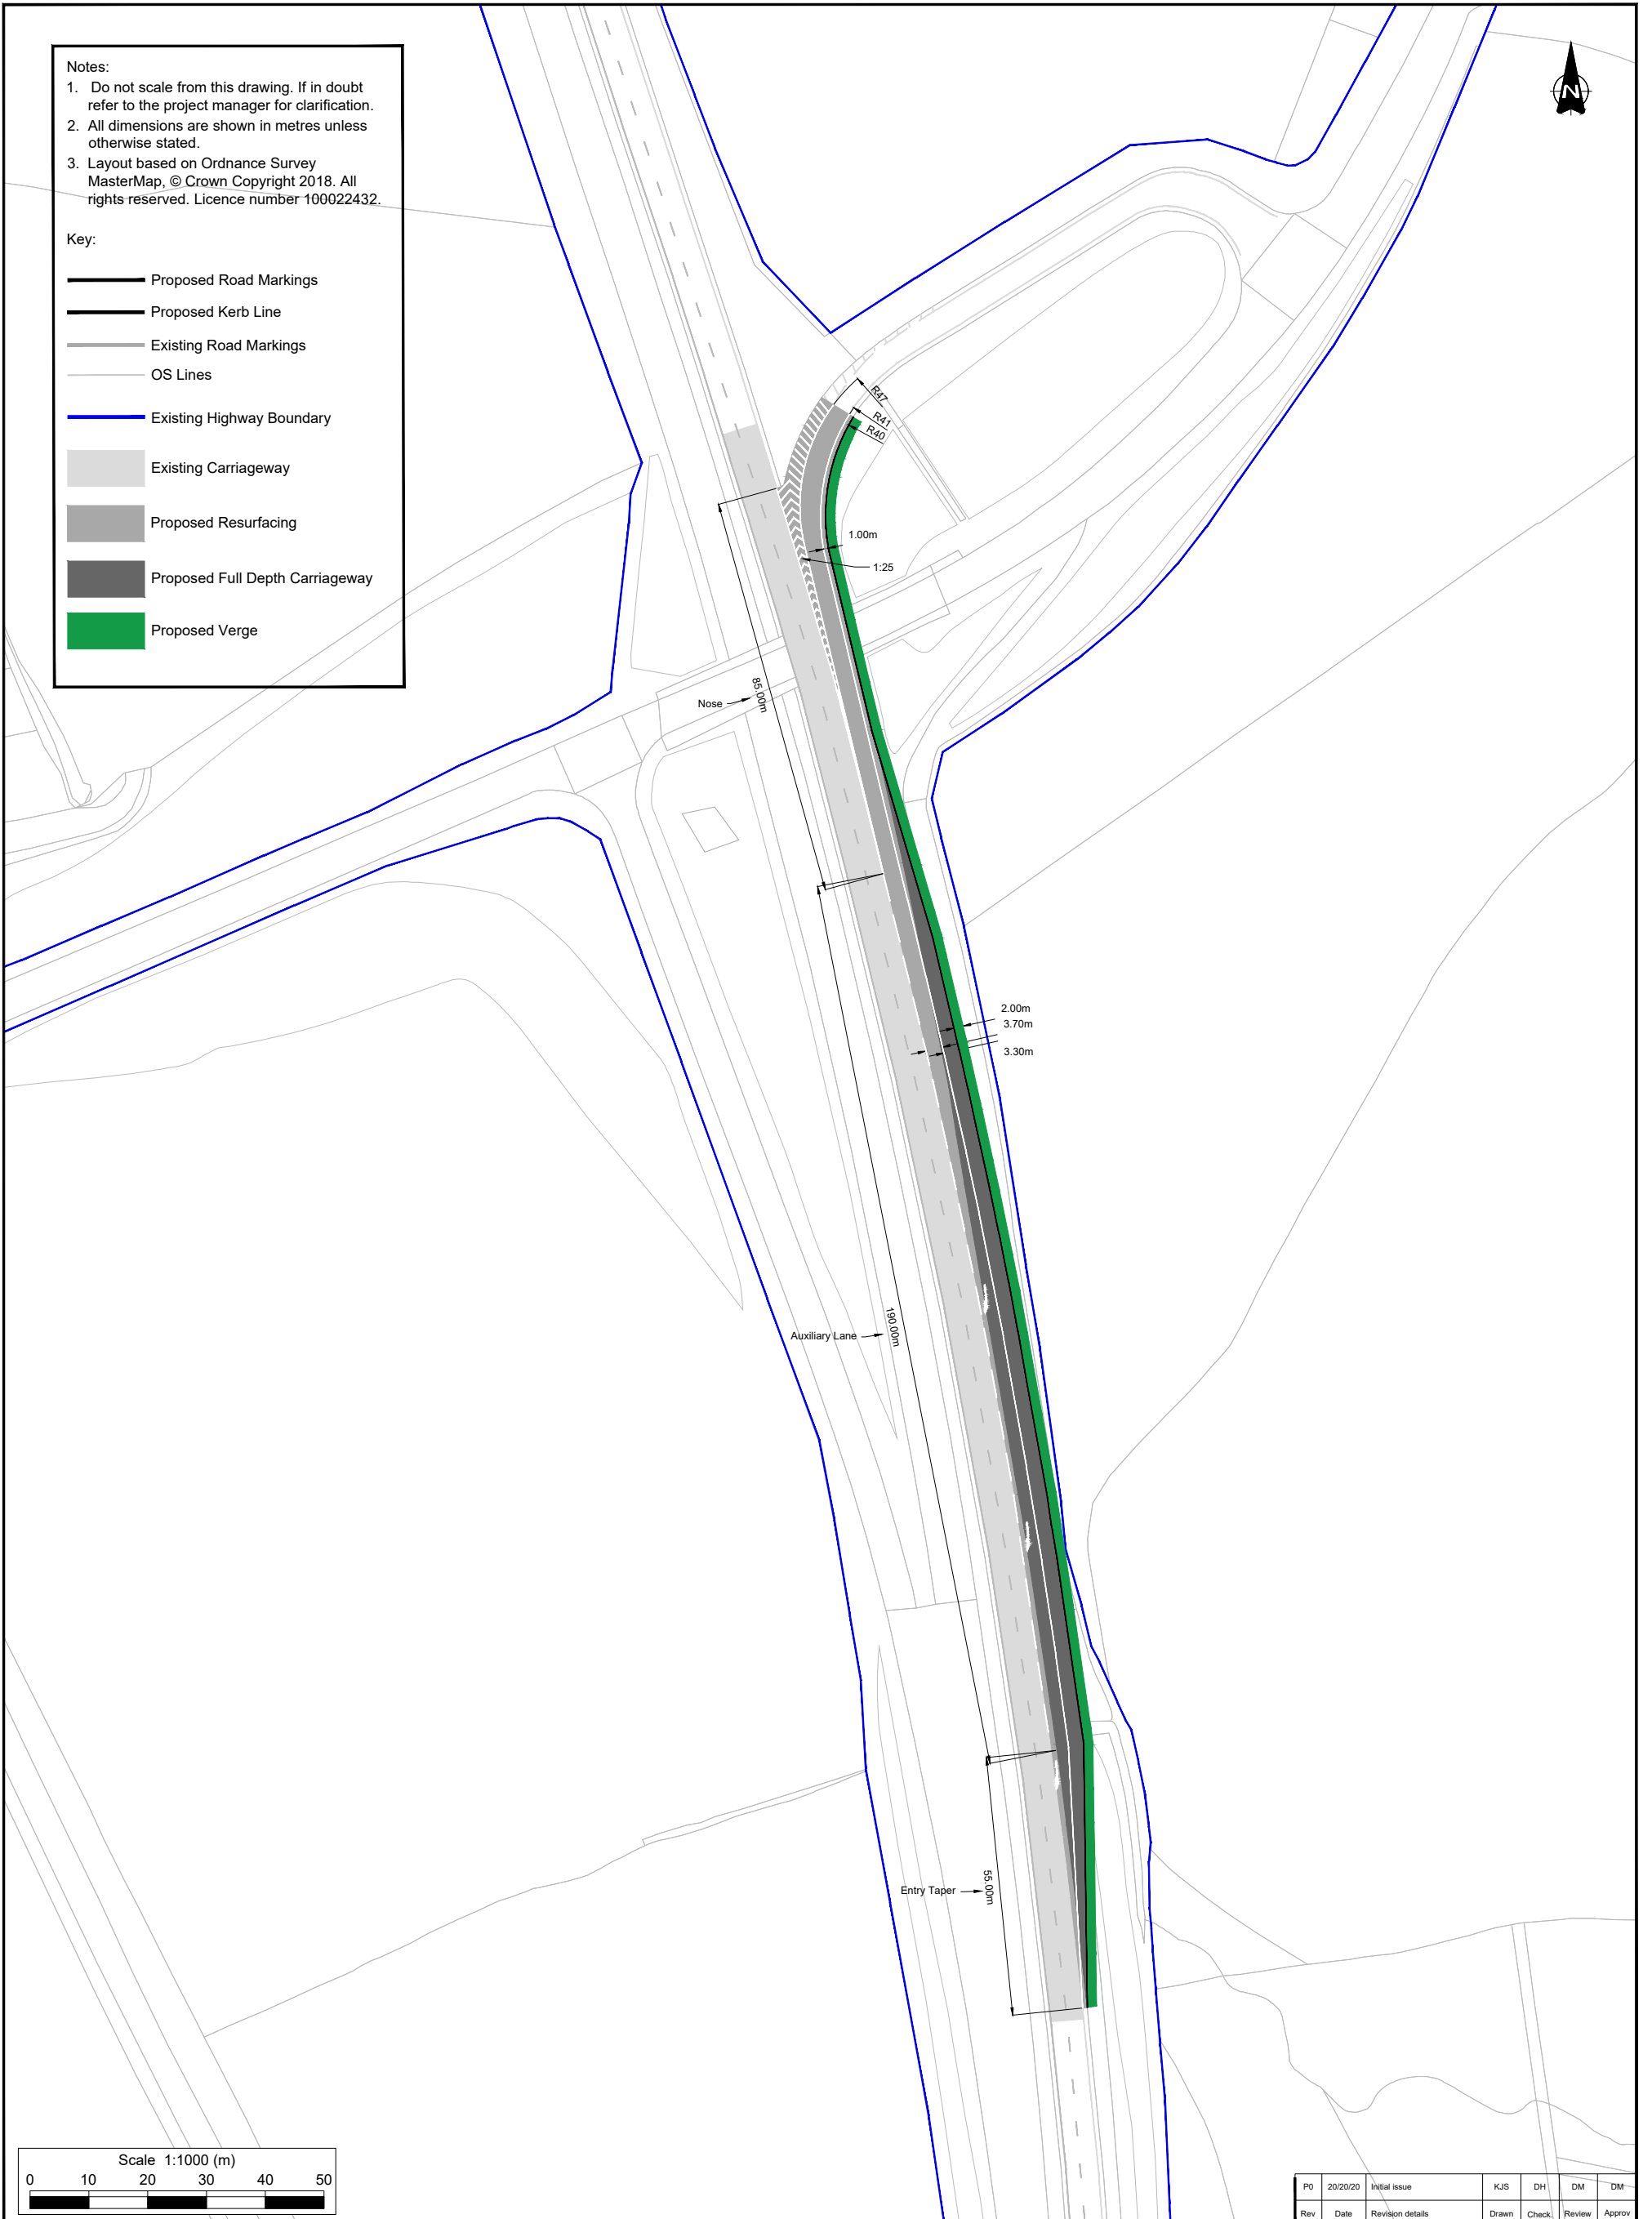 Notes:
1. Do not scale from this drawing. If in doubt
refer to the project manager for clarification.
2. All dimensions are shown in metres unless
otherwise stated.
3. Layout based on Ordnance Survey
MasterMap, © Crown Copyright 2018. All
rights reserved. Licence number 100022432.
Key:
Proposed Road Markings
Proposed Kerb Line
Existing Road Markings
OS Lines
Existing Highway Boundary
Existing Carriageway
Proposed Resurfacing
Proposed Full Depth Carriageway
Proposed Verge
N
R47
R41
R40
1.00m
1:25
Nose
85.00m
2.00m
3.70m
3.30m
Auxiliary Lane
190.00m
Entry Taper
55.00m
Scale 1:1000 (m)
0 10 20 30 40 50
P0 20/20/20 Initial issue KJS DH DM DM
Rev Date Revision details Drawn Check Review Approv